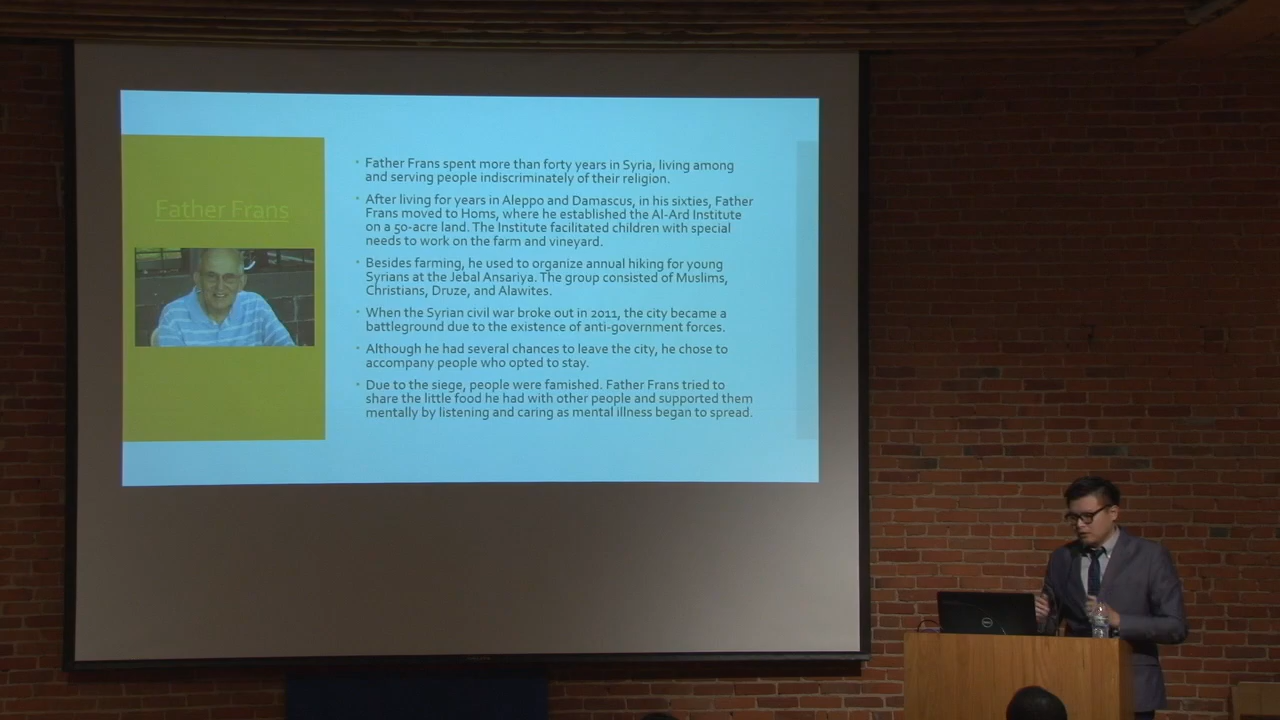 Father Frans
• Father Frans spent more than forty years in Syria, living among
and serving people indiscriminately of their religion.
• After living for years in Aleppo and Damascus, in his sixties, Father
Frans moved to Homs, where he established the Al-Ard Institute
on a 50-acre land. The Institute facilitated children with special
needs to work on the farm and vineyard.
• Besides farming, he used to organize annual hiking for young
Syrians at the Jebal Ansariya. The group consisted of Muslims,
Christians, Druze, and Alawites.
• When the Syrian civil war broke out in 2011, the city became a
battleground due to the existence of anti-government forces.
• Although he had several chances to leave the city, he chose to
accompany people who opted to stay.
• Due to the siege, people were famished. Father Frans tried to
share the little food he had with other people and supported them
mentally by listening and caring as mental illness began to spread.
DELL